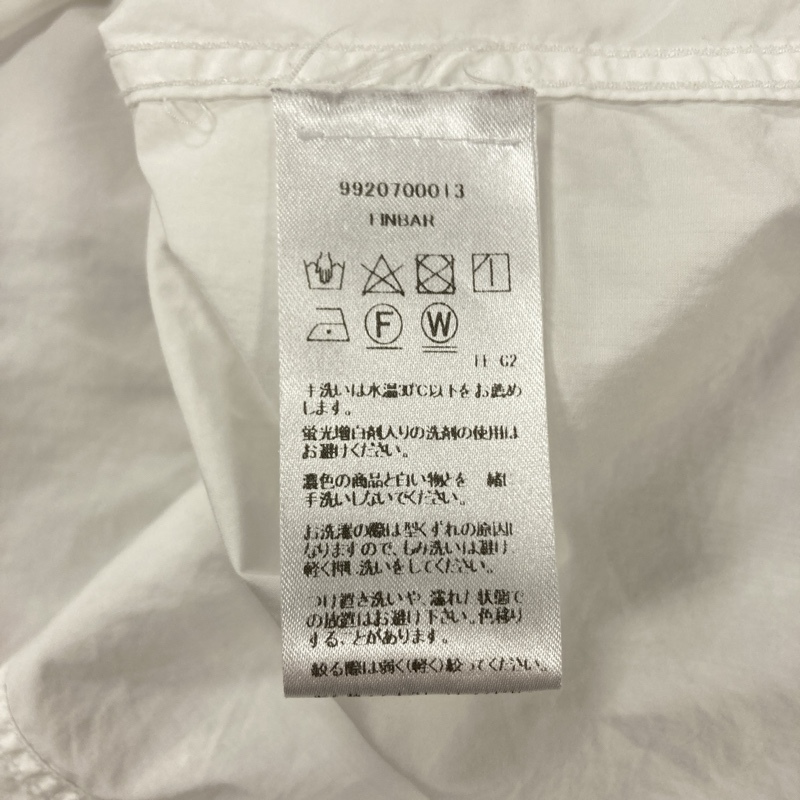 9920700013
FINBAR
F
W
FF G2
手洗いは水温30℃以下をお薦め
します。
蛍光増白剤入りの洗剤の使用は
お避けください。
濃色の商品と白い物とを一緒に
手洗いしないでください。
お洗濯の際は型くずれの原因に
なりますので、もみ洗いは避け
軽く押し洗いをしてください。
つけ置き洗いや、濡れた状態で
の放置はお避け下さい。色移り
することがあります。
絞る際は弱く(軽く)絞ってください。